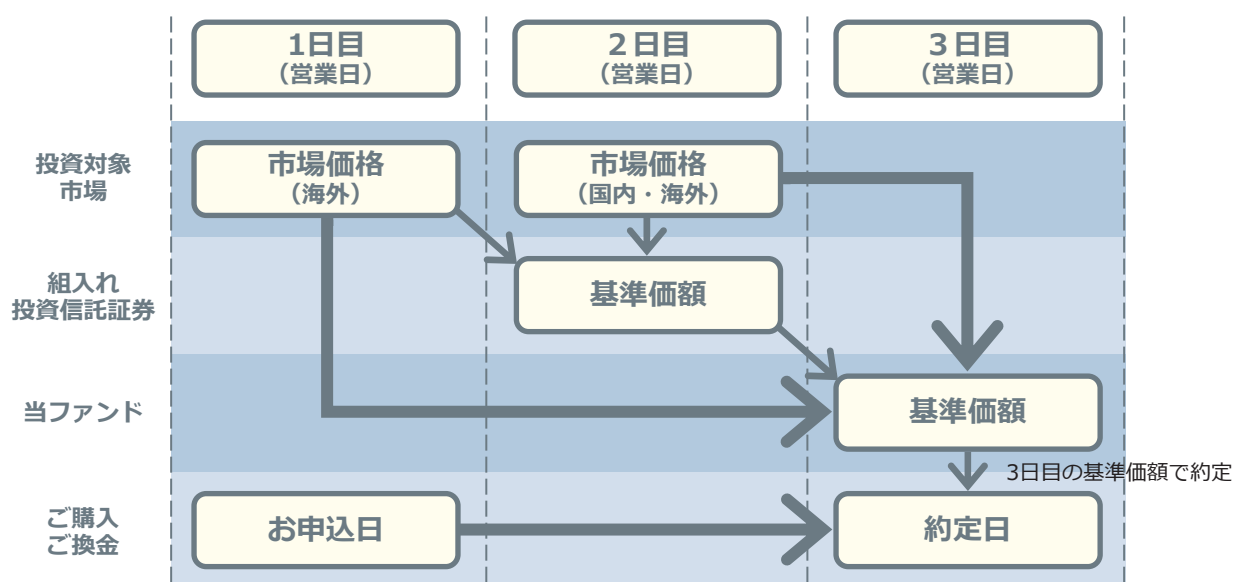 1日目
（営業日）
２日目
（営業日）
３日目
（営業日）
投資対象
市場
市場価格
（海外）
市場価格
（国内・海外）
組入れ
投資信託証券
基準価額
当ファンド
基準価額
3日目の基準価額で約定
ご購入
ご換金
お申込日
約定日